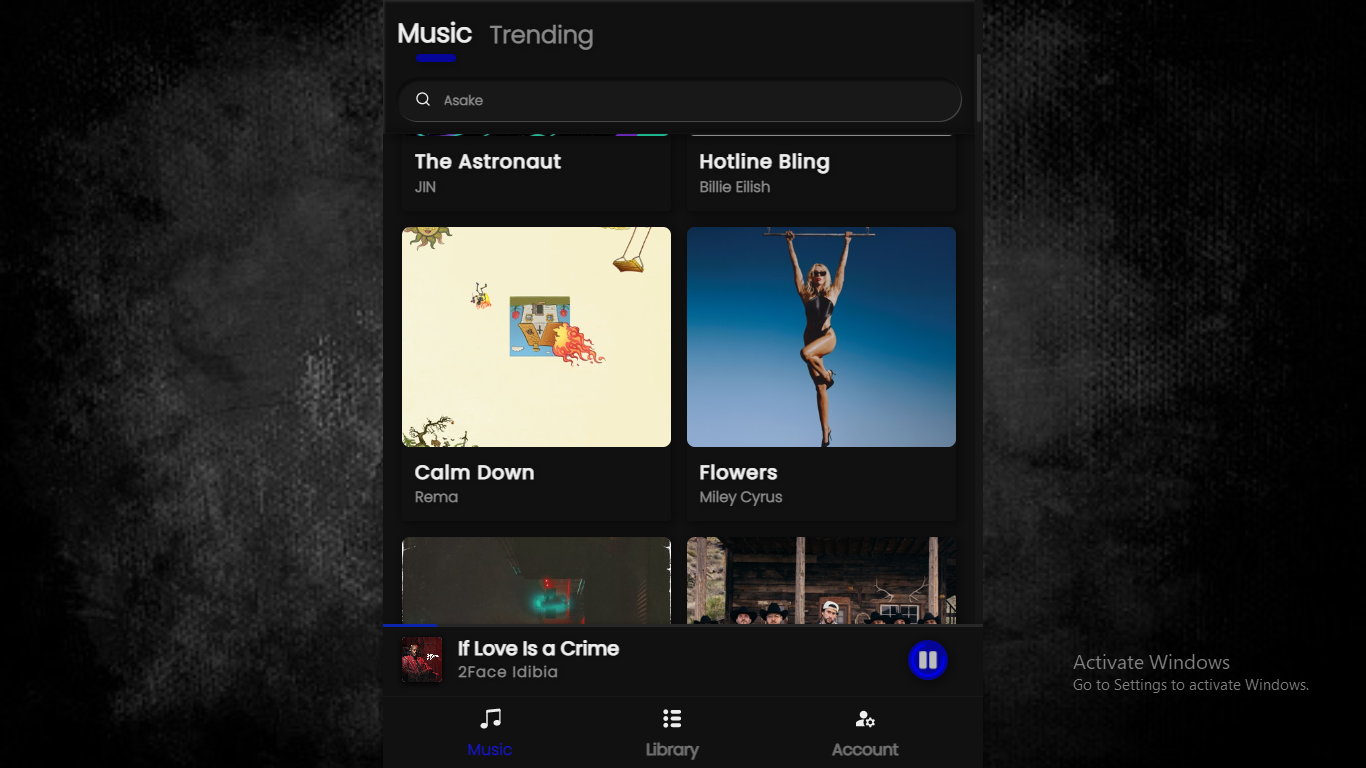 Music Trending
Asake
The Astronaut
JIN
Hotline Bling
Billie Eilish
Calm Down
Rema
Flowers
Miley Cyrus
If Love Is a Crime
2Face Idibia
Music Library Account
Activate Windows
Go to Settings to activate Windows.